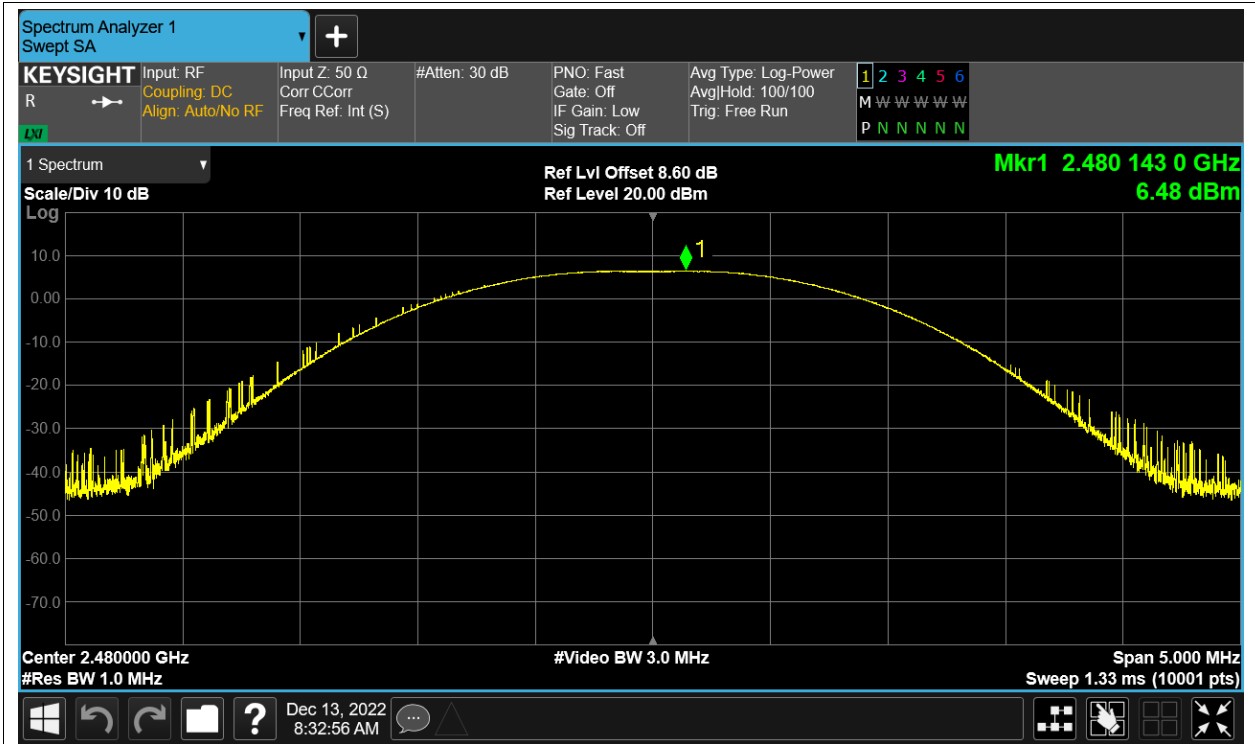 Spectrum Analyzer 1
Swept SA
+
KEYSIGHT
R
LXI
Input: RF
Coupling: DC
Align: Auto/No RF
Input Z: 50 Ω
Corr CCorr
Freq Ref: Int (S)
#Atten: 30 dB
PNO: Fast
Gate: Off
IF Gain: Low
Sig Track: Off
Avg Type: Log-Power
Avg|Hold: 100/100
Trig: Free Run
1 2 3 4 5 6
M W W W W W W
P N N N N N N
1 Spectrum
Scale/Div 10 dB
Log
Ref Lvl Offset 8.60 dB
Ref Level 20.00 dBm
Mkr1 2.480 143 0 GHz
6.48 dBm
1
10.0
0.00
-10.0
-20.0
-30.0
-40.0
-50.0
-60.0
-70.0
Center 2.480000 GHz
#Res BW 1.0 MHz
#Video BW 3.0 MHz
Span 5.000 MHz
Sweep 1.33 ms (10001 pts)
?
Dec 13, 2022
8:32:56 AM